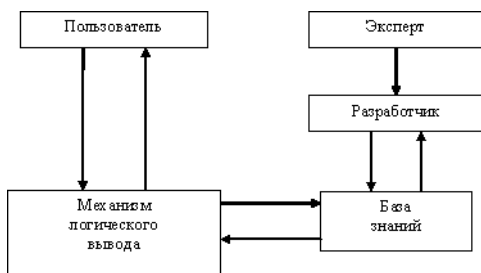 Пользователь
Эксперт
Разработчик
Механизм
логического
вывода
База
знаний